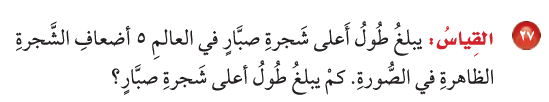 ٢٧ القِياسُ: يبلغُ طُولُ أَعلى شَجرةِ صبَّارٍ في العالمِ ٥ أضعافِ الشَّجرةِ
الظاهرةِ في الصُّورةِ. كمْ يبلغُ طُولُ أعلى شَجرةِ صبَّارٍ؟